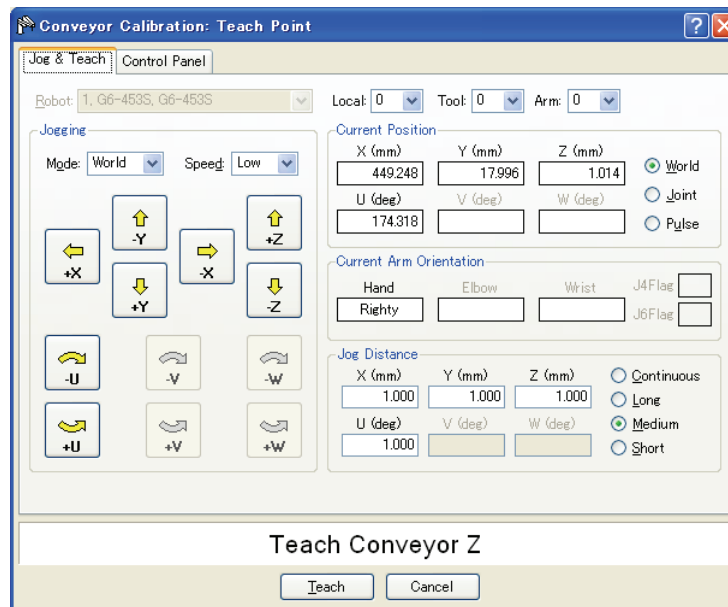 Conveyor Calibration: Teach Point
Jog & Teach Control Panel
Robot: 1, G6-453S, G6-453S Local: 0 Tool: 0 Arm: 0
Jogging
Mode: World Speed: Low
-Y +Z
+X -X
+Y -Z
-U -V -W
+U +V +W
Current Position
X (mm) Y (mm) Z (mm)
449.248 17.996 1.014
U (deg) V (deg) W (deg)
174.318
World
Joint
Pulse
Current Arm Orientation
Hand Elbow Wrist J4Flag
Righty J6Flag
Jog Distance
X (mm) Y (mm) Z (mm)
1.000 1.000 1.000
U (deg) V (deg) W (deg)
1.000
Continuous
Long
Medium
Short
Teach Conveyor Z
Teach Cancel